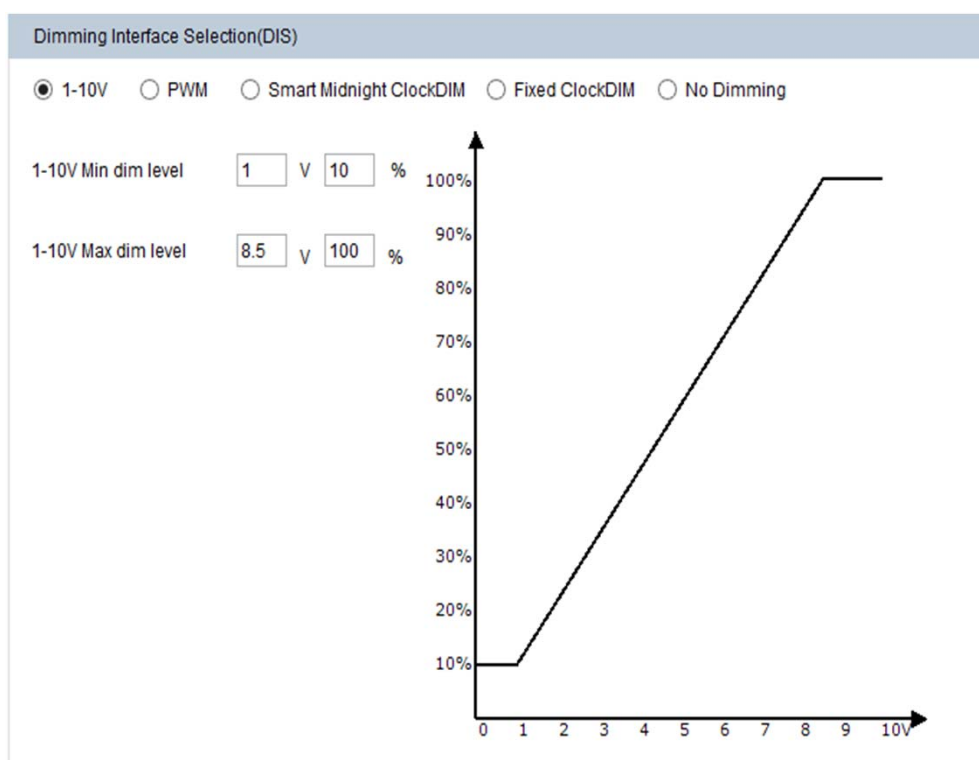 Dimming Interface Selection(DIS)
1-10V PWM Smart Midnight ClockDIM Fixed ClockDIM No Dimming
1-10V Min dim level 1 V 10 %
1-10V Max dim level 8.5 V 100 %
100%
90%
80%
70%
60%
50%
40%
30%
20%
10%
0 1 2 3 4 5 6 7 8 9 10V